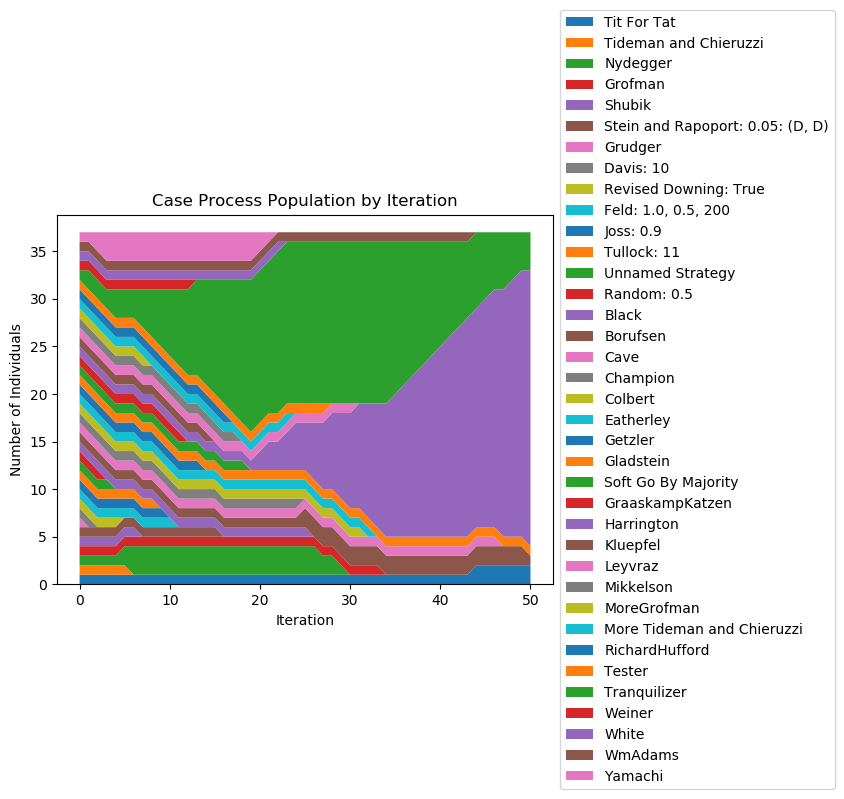 Case Process Population by Iteration
Number of Individuals
35
30
25
20
15
10
5
0
0 10 20 30 40 50
Iteration
Tit For Tat
Tideman and Chieruzzi
Nydegger
Grofman
Shubik
Stein and Rapoport: 0.05: (D, D)
Grudger
Davis: 10
Revised Downing: True
Feld: 1.0, 0.5, 200
Joss: 0.9
Tullock: 11
Unnamed Strategy
Random: 0.5
Black
Borufsen
Cave
Champion
Colbert
Eatherley
Getzler
Gladstein
Soft Go By Majority
GraaskampKatzen
Harrington
Kluepfel
Leyvraz
Mikkelson
MoreGrofman
More Tideman and Chieruzzi
RichardHufford
Tester
Tranquilizer
Weiner
White
WmAdams
Yamachi